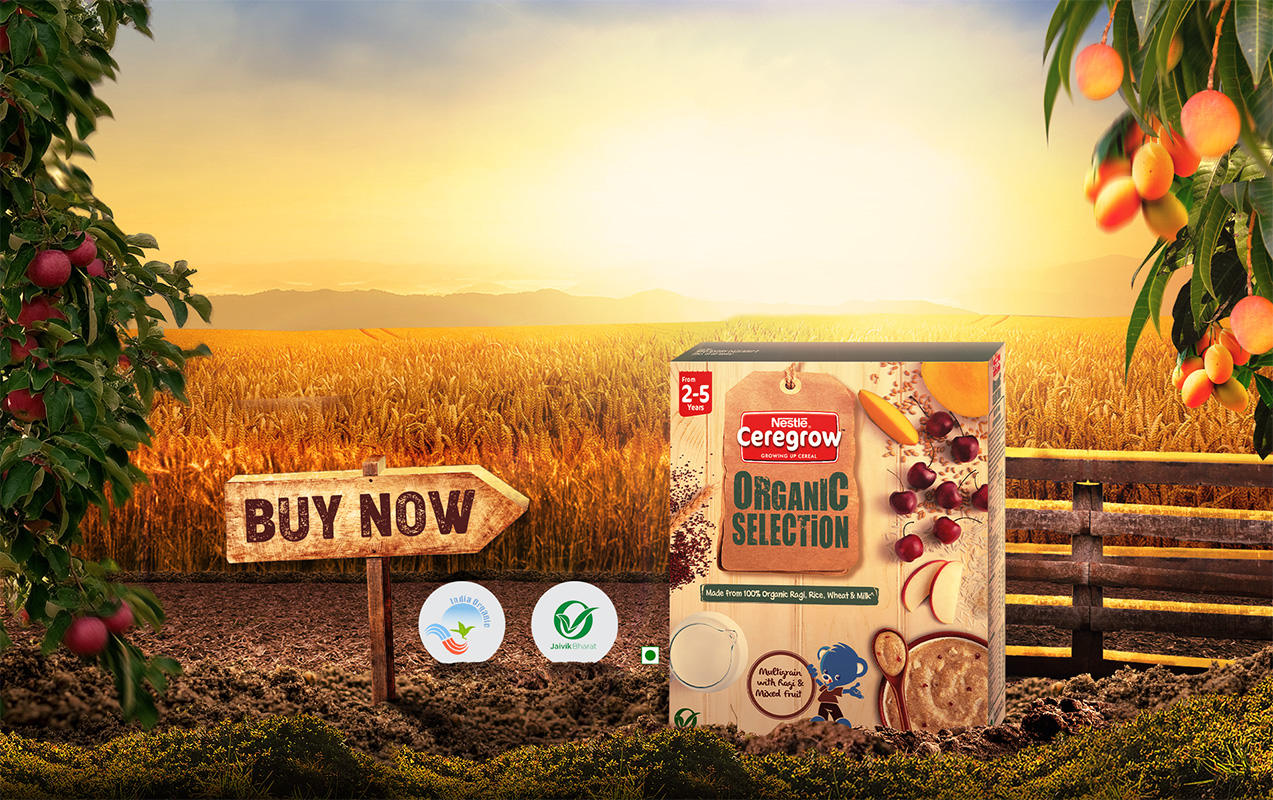 From
2-5
Years
Nestlé
Ceregrow
GROWING UP CEREAL
ORGANIC
SELECTION
BUY NOW
Made from 100% Organic Ragi, Rice, Wheat & Milk^
India Organic
Jaivik Bharat
Multigrain
with Ragi &
Mixed Fruit